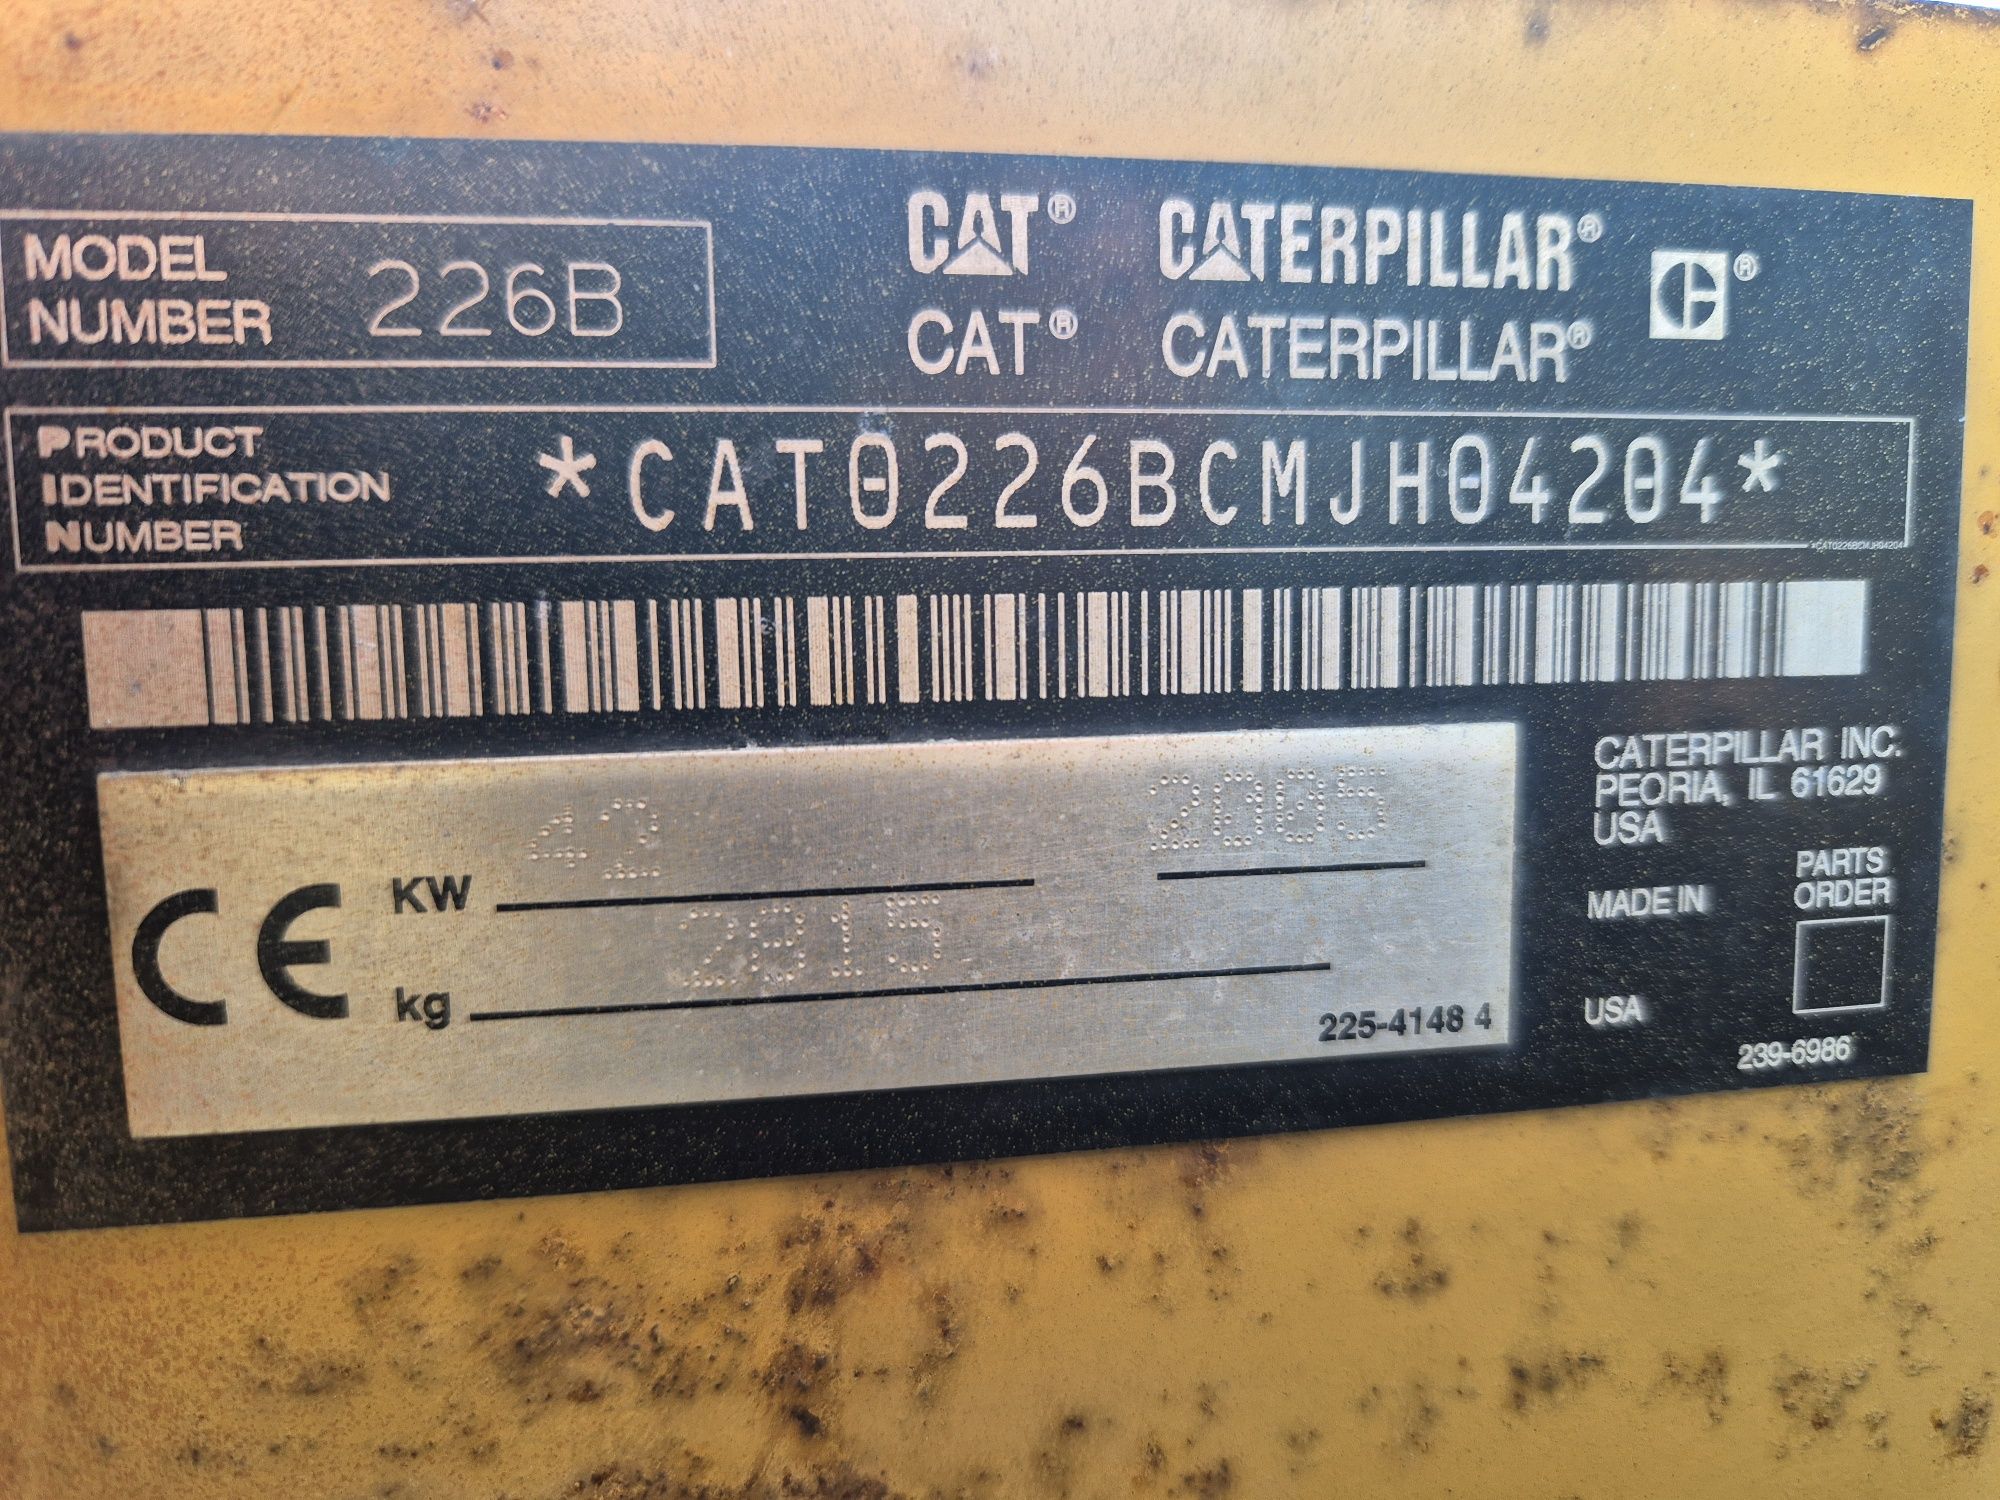 MODEL
NUMBER 226B
CAT® CATERPILLAR®
CAT® CATERPILLAR®
PRODUCT
IDENTIFICATION
NUMBER
*CAT0226BCMJH04204*
*CAT0226BCMJH04204
CE
KW 42 2005
kg 2815
225-4148 4
CATERPILLAR INC.
PEORIA, IL 61629
USA
MADE IN
USA
PARTS
ORDER
239-6986